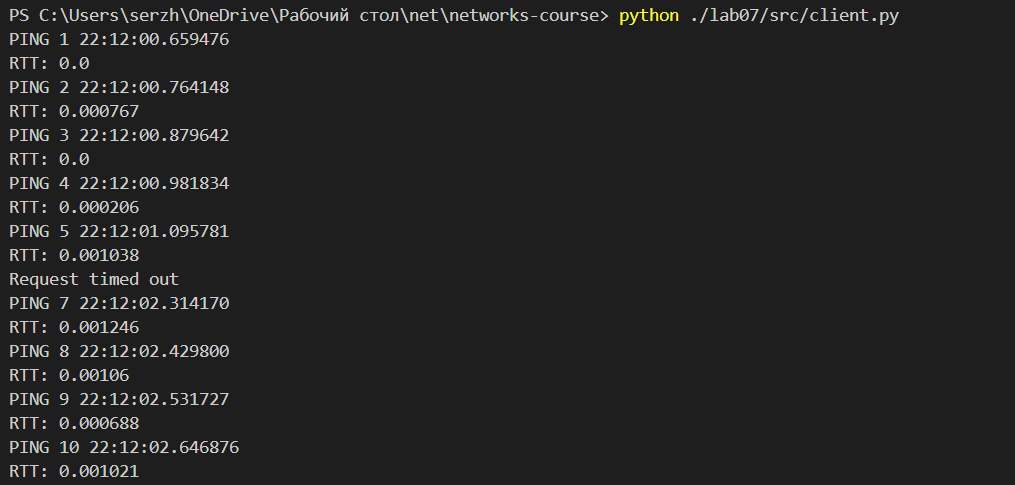 PS C:\Users\serzh\OneDrive\Рабочий стол\net\networks-course> python ./lab07/src/client.py
PING 1 22:12:00.659476
RTT: 0.0
PING 2 22:12:00.764148
RTT: 0.000767
PING 3 22:12:00.879642
RTT: 0.0
PING 4 22:12:00.981834
RTT: 0.000206
PING 5 22:12:01.095781
RTT: 0.001038
Request timed out
PING 7 22:12:02.314170
RTT: 0.001246
PING 8 22:12:02.429800
RTT: 0.00106
PING 9 22:12:02.531727
RTT: 0.000688
PING 10 22:12:02.646876
RTT: 0.001021